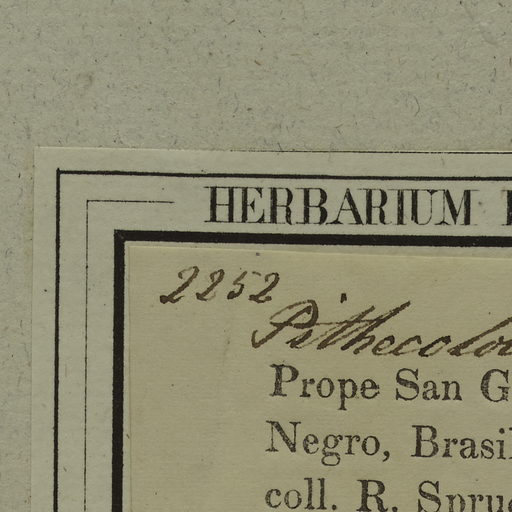 HERBARIUM
2252
Pithecolo
Prope San G
Negro, Brasil
coll. R. Spruc